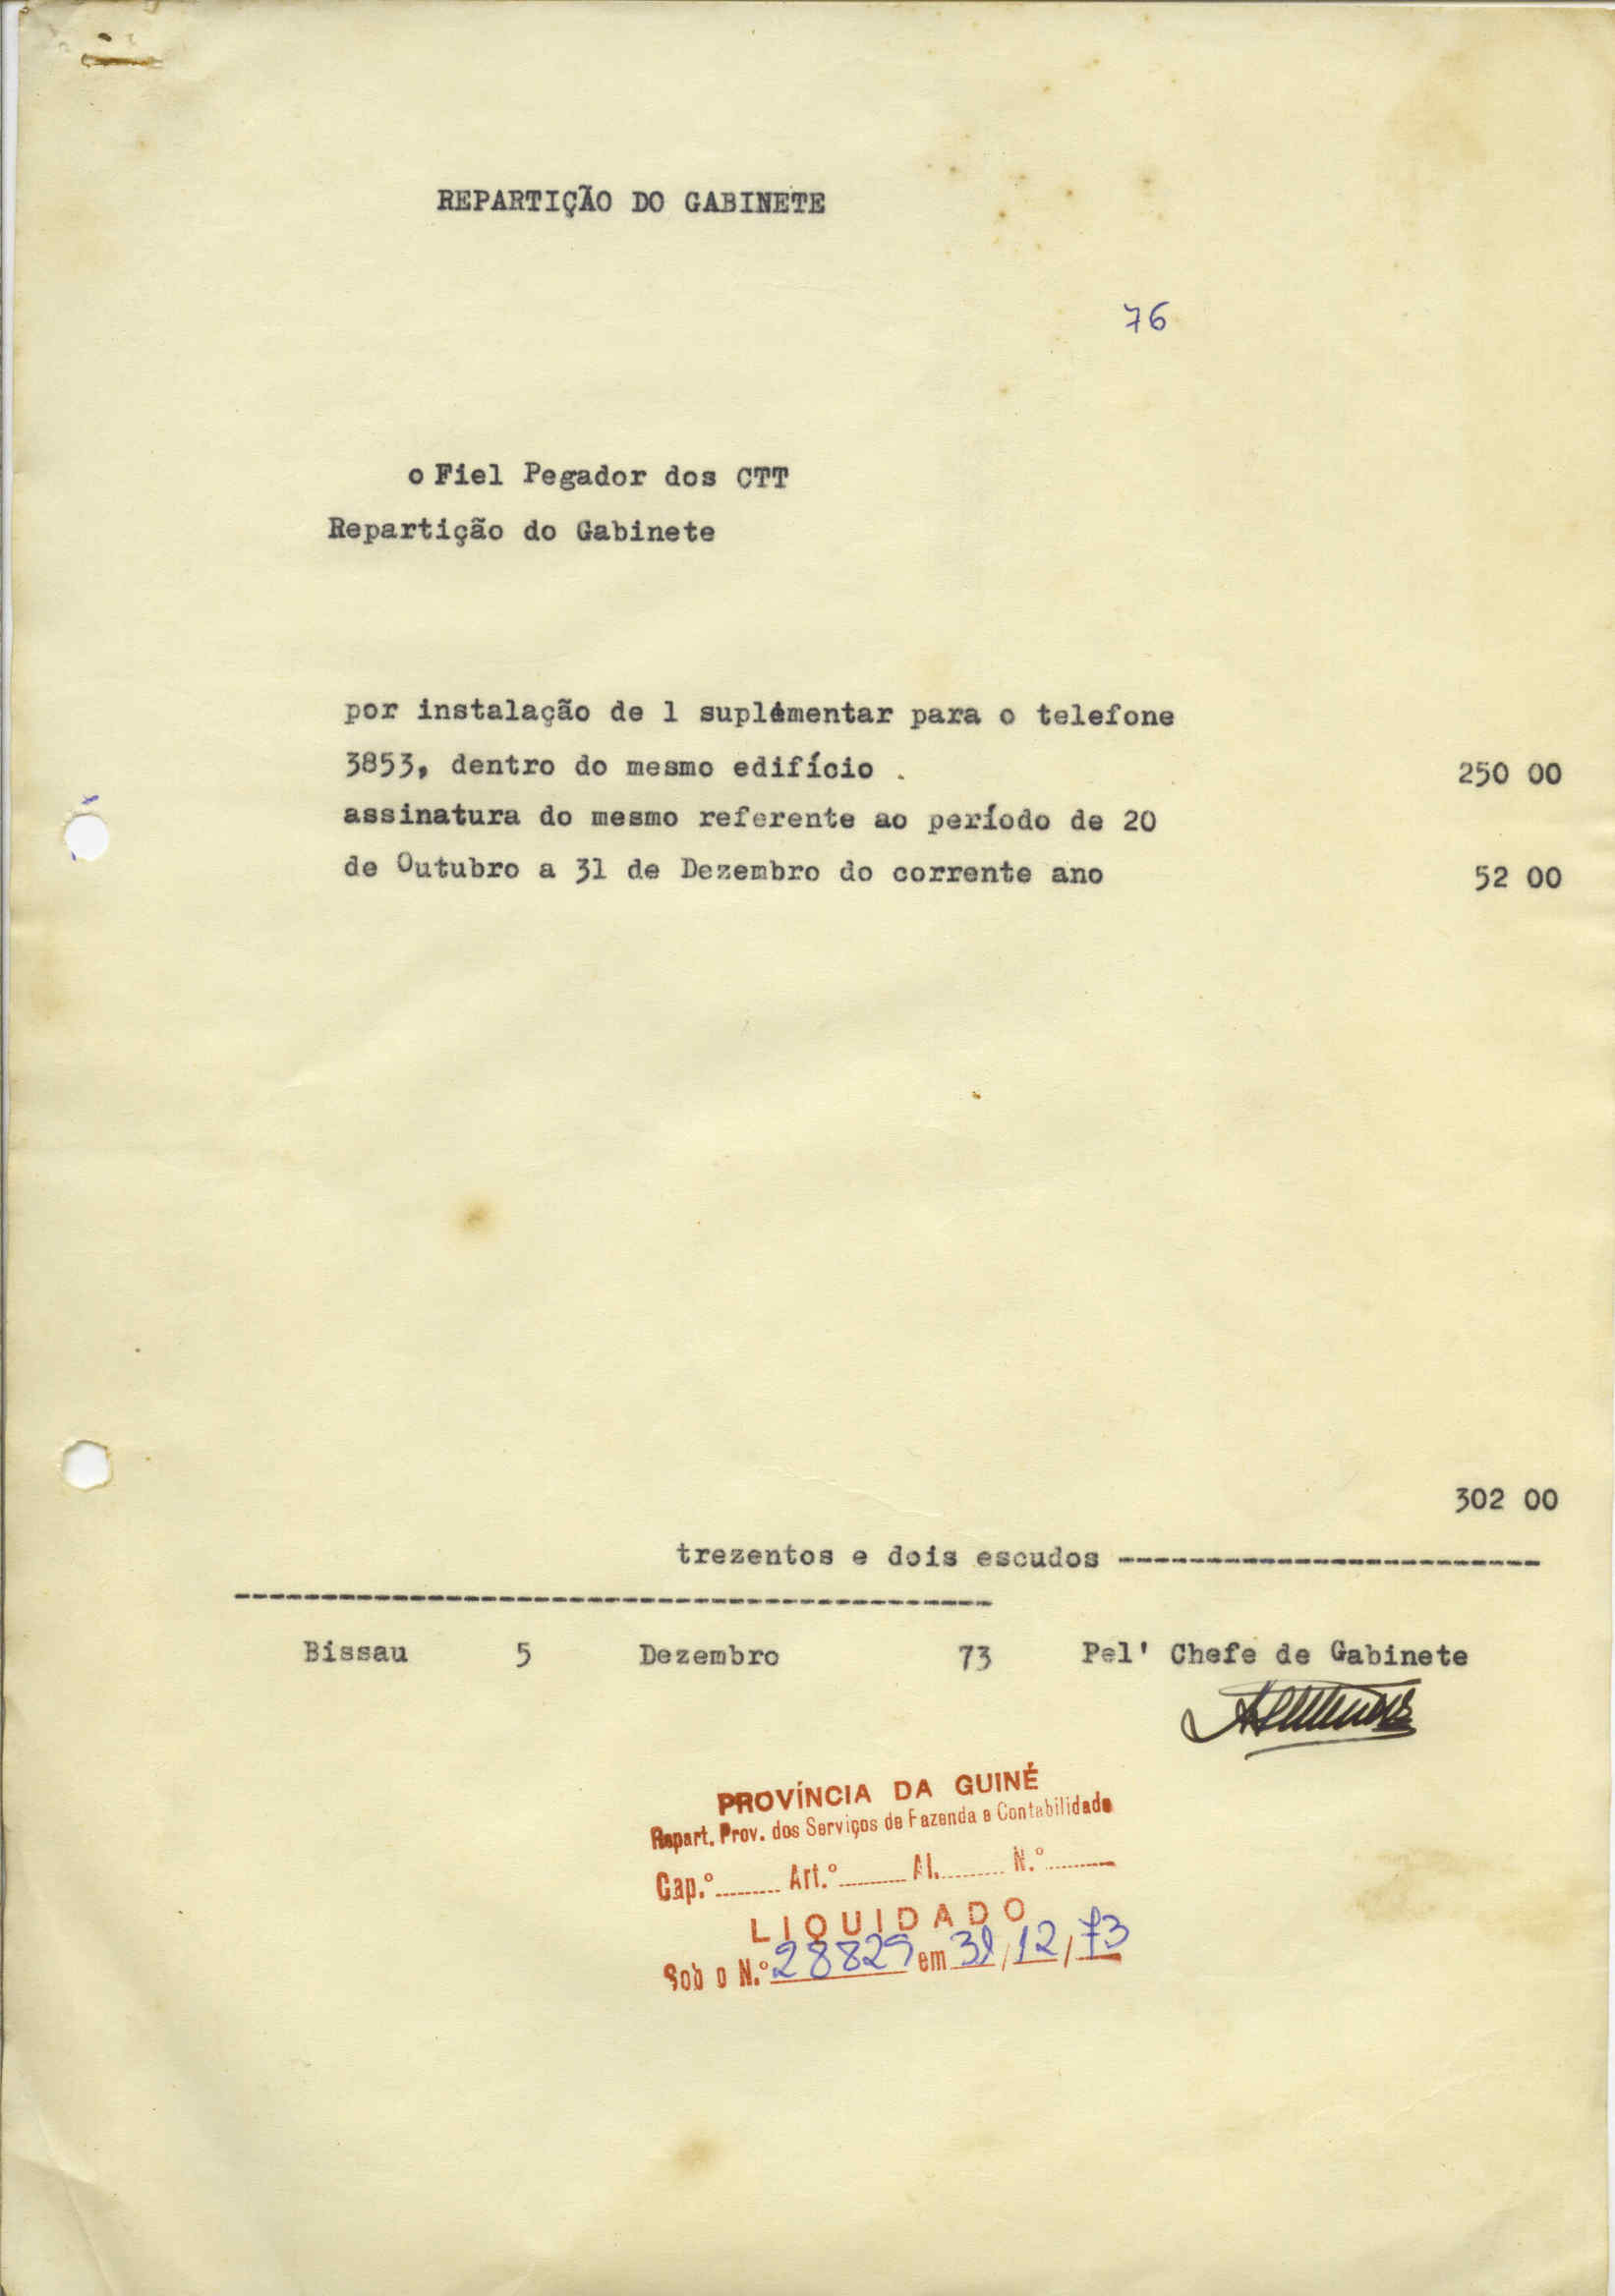 REPARTIÇÃO DO GABINETE
76
o Fiel Pegador dos CTT
Repartição do Gabinete
por instalação de 1 suplementar para o telefone
3853, dentro do mesmo edifício . 250 00
assinatura do mesmo referente ao período de 20
de Outubro a 31 de Dezembro do corrente ano 52 00
302 00
trezentos e dois escudos ------------------------
-------------------------------------------
Bissau 5 Dezembro 73 Pel' Chefe de Gabinete
PROVÍNCIA DA GUINÉ
Repart. Prov. dos Serviços de Fazenda e Contabilidade
Cap.º ........ Art.º ........ Al. ........ N.º ........
LIQUIDADO
Sob o N.º 28829 em 31/12/73